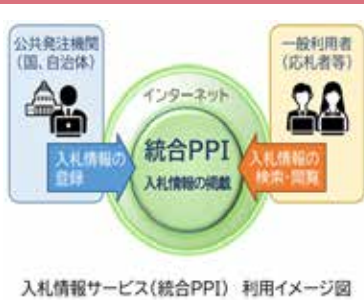 公共発注機関
(国、自治体)
一般利用者
(応札者等)
インターネット
入札情報の
登録
統合PPI
入札情報の掲載
入札情報の
検索・閲覧
入札情報サービス(統合PPI) 利用イメージ図